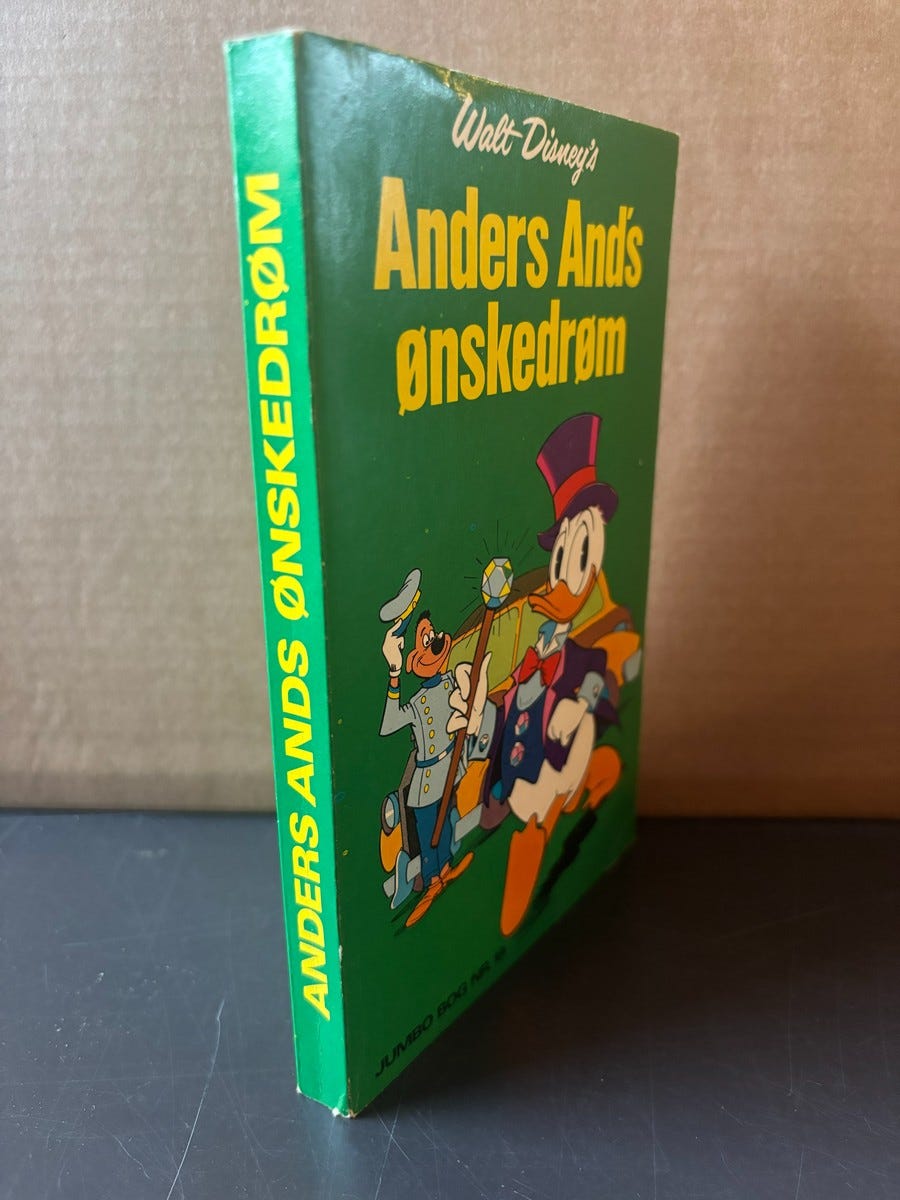 ANDERS ANDS ØNSKEDRØM
Walt Disney's
Anders And's
ønskedrøm
JUMBO BOG NR.